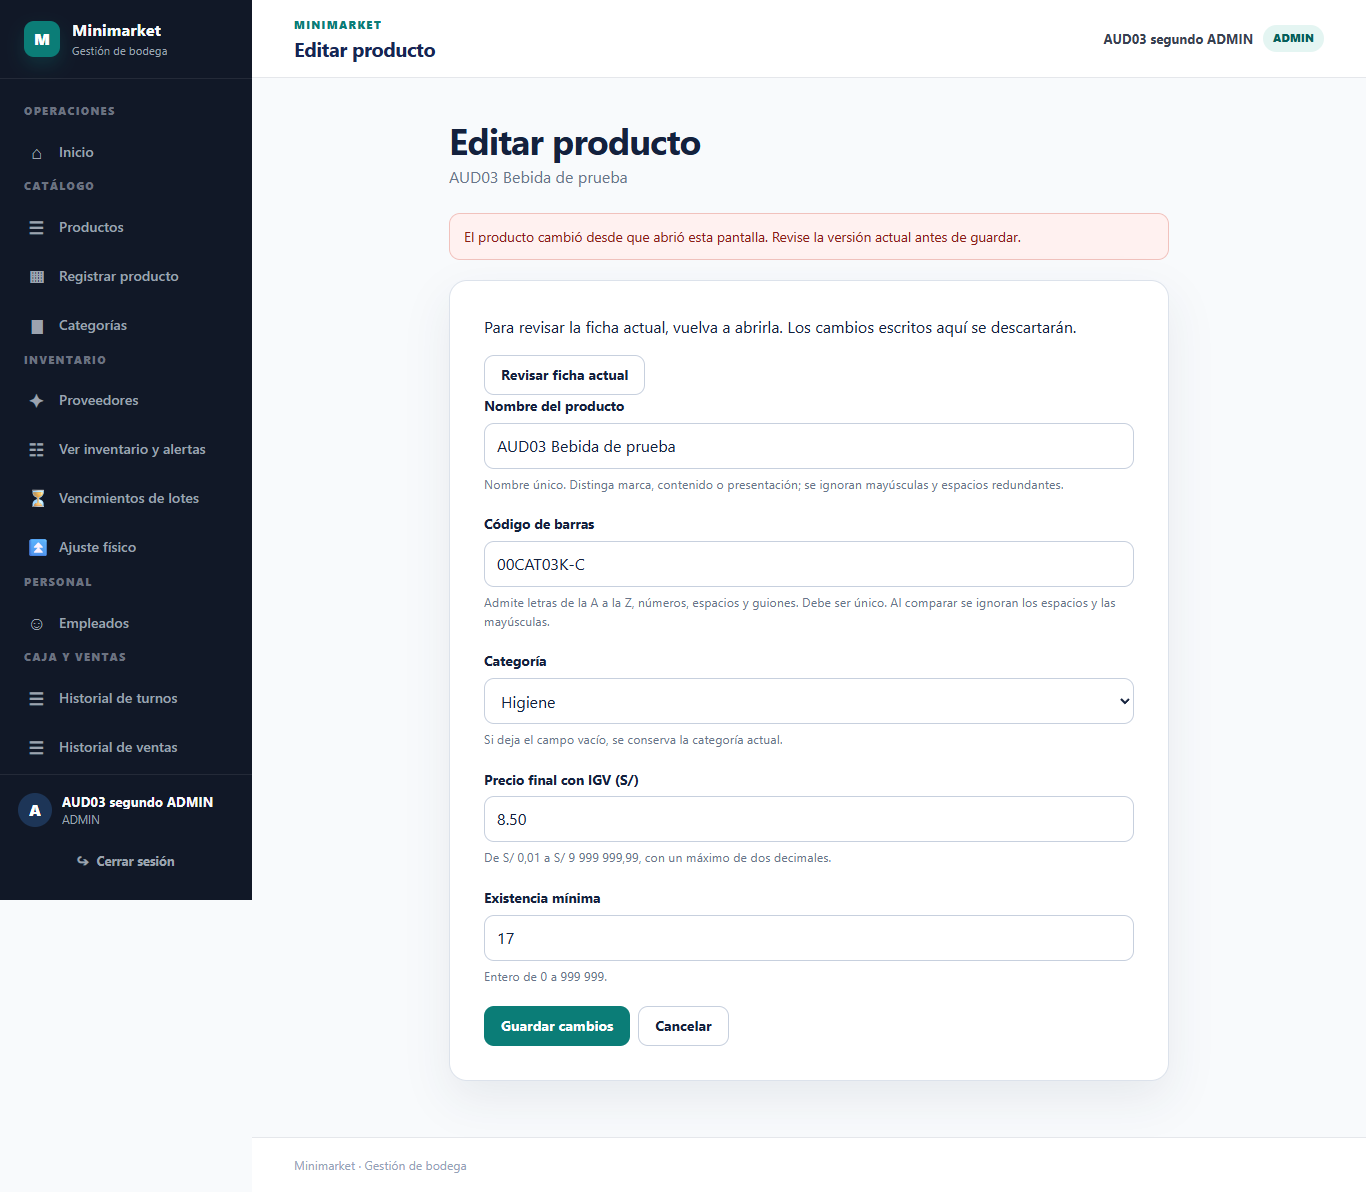 M
Minimarket
Gestión de bodega
OPERACIONES
Inicio
CATÁLOGO
Productos
Registrar producto
Categorías
INVENTARIO
Proveedores
Ver inventario y alertas
Vencimientos de lotes
Ajuste físico
PERSONAL
Empleados
CAJA Y VENTAS
Historial de turnos
Historial de ventas
A
AUD03 segundo ADMIN
ADMIN
Cerrar sesión
MINIMARKET
Editar producto
AUD03 segundo ADMIN
ADMIN
Editar producto
AUD03 Bebida de prueba
El producto cambió desde que abrió esta pantalla. Revise la versión actual antes de guardar.
Para revisar la ficha actual, vuelva a abrirla. Los cambios escritos aquí se descartarán.
Revisar ficha actual
Nombre del producto
AUD03 Bebida de prueba
Nombre único. Distinga marca, contenido o presentación; se ignoran mayúsculas y espacios redundantes.
Código de barras
00CAT03K-C
Admite letras de la A a la Z, números, espacios y guiones. Debe ser único. Al comparar se ignoran los espacios y las
mayúsculas.
Categoría
Higiene
Si deja el campo vacío, se conserva la categoría actual.
Precio final con IGV (S/)
8.50
De S/ 0,01 a S/ 9 999 999,99, con un máximo de dos decimales.
Existencia mínima
17
Entero de 0 a 999 999.
Guardar cambios
Cancelar
Minimarket · Gestión de bodega